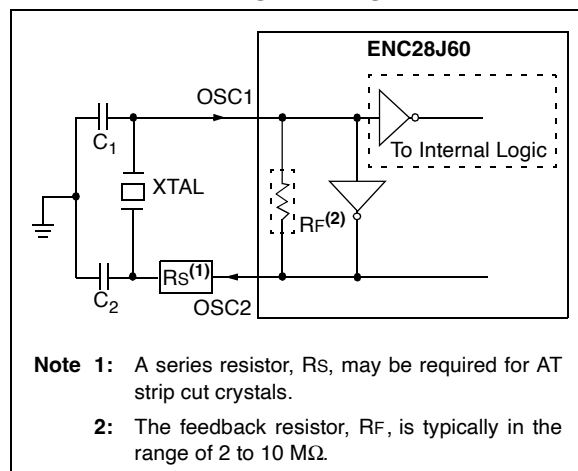 ENC28J60
OSC1
C1
To Internal Logic
XTAL
RF(2)
C2
RS(1)
OSC2
Note 1: A series resistor, RS, may be required for AT
strip cut crystals.
2: The feedback resistor, RF, is typically in the
range of 2 to 10 MΩ.